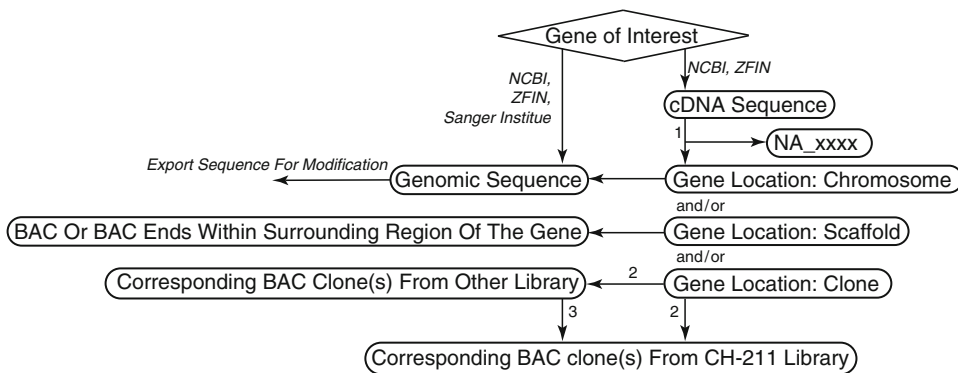 Gene of Interest
NCBI,
ZFIN,
Sanger Institue
NCBI, ZFIN
cDNA Sequence
1
NA_xxxx
Export Sequence For Modification
Genomic Sequence
Gene Location: Chromosome
and/or
BAC Or BAC Ends Within Surrounding Region Of The Gene
Gene Location: Scaffold
and/or
Corresponding BAC Clone(s) From Other Library
2
Gene Location: Clone
3
2
Corresponding BAC clone(s) From CH-211 Library